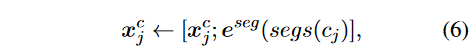 x_j^c ← [x_j^c; e^{seg}(segs(c_j)], (6)